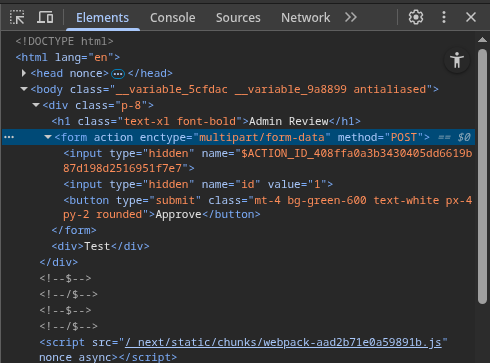 Elements Console Sources Network
<!DOCTYPE html>
<html lang="en">
<head nonce>…</head>
<body class="__variable_5cfdac __variable_9a8899 antialiased">
<div class="p-8">
<h1 class="text-xl font-bold">Admin Review</h1>
<form action enctype="multipart/form-data" method="POST"> == $0
<input type="hidden" name="$ACTION_ID_408ffa0a3b3430405dd6619b
87d198d2516951f7e7">
<input type="hidden" name="id" value="1">
<button type="submit" class="mt-4 bg-green-600 text-white px-4
py-2 rounded">Approve</button>
</form>
<div>Test</div>
</div>
<!--$-->
<!--/$-->
<!--$-->
<!--/$-->
<script src="/_next/static/chunks/webpack-aad2b71e0a59891b.js"
nonce async></script>